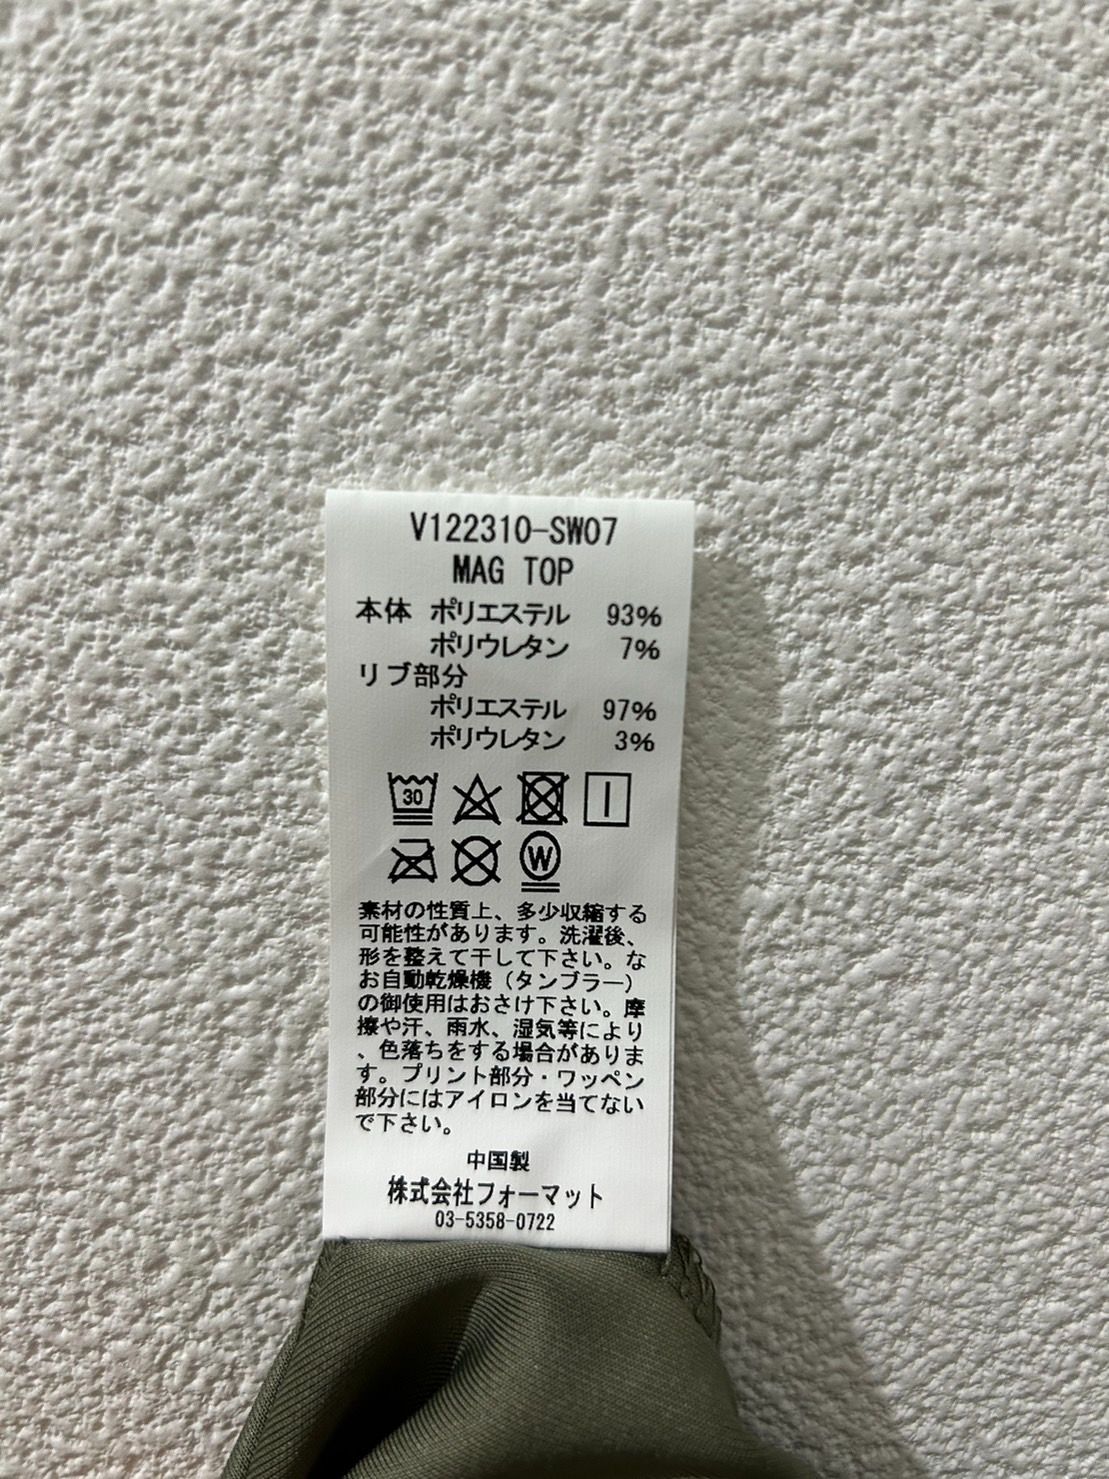 V122310-SW07
MAG TOP
本体 ポリエステル 93%
ポリウレタン 7%
リブ部分
ポリエステル 97%
ポリウレタン 3%
30
W
素材の性質上、多少収縮する
可能性があります。洗濯後、
形を整えて干して下さい。な
お自動乾燥機（タンブラー）
の御使用はおさけ下さい。摩
擦や汗、雨水、湿気等により
、色落ちをする場合がありま
す。プリント部分・ワッペン
部分にはアイロンを当てない
で下さい。
中国製
株式会社フォーマット
03-5358-0722